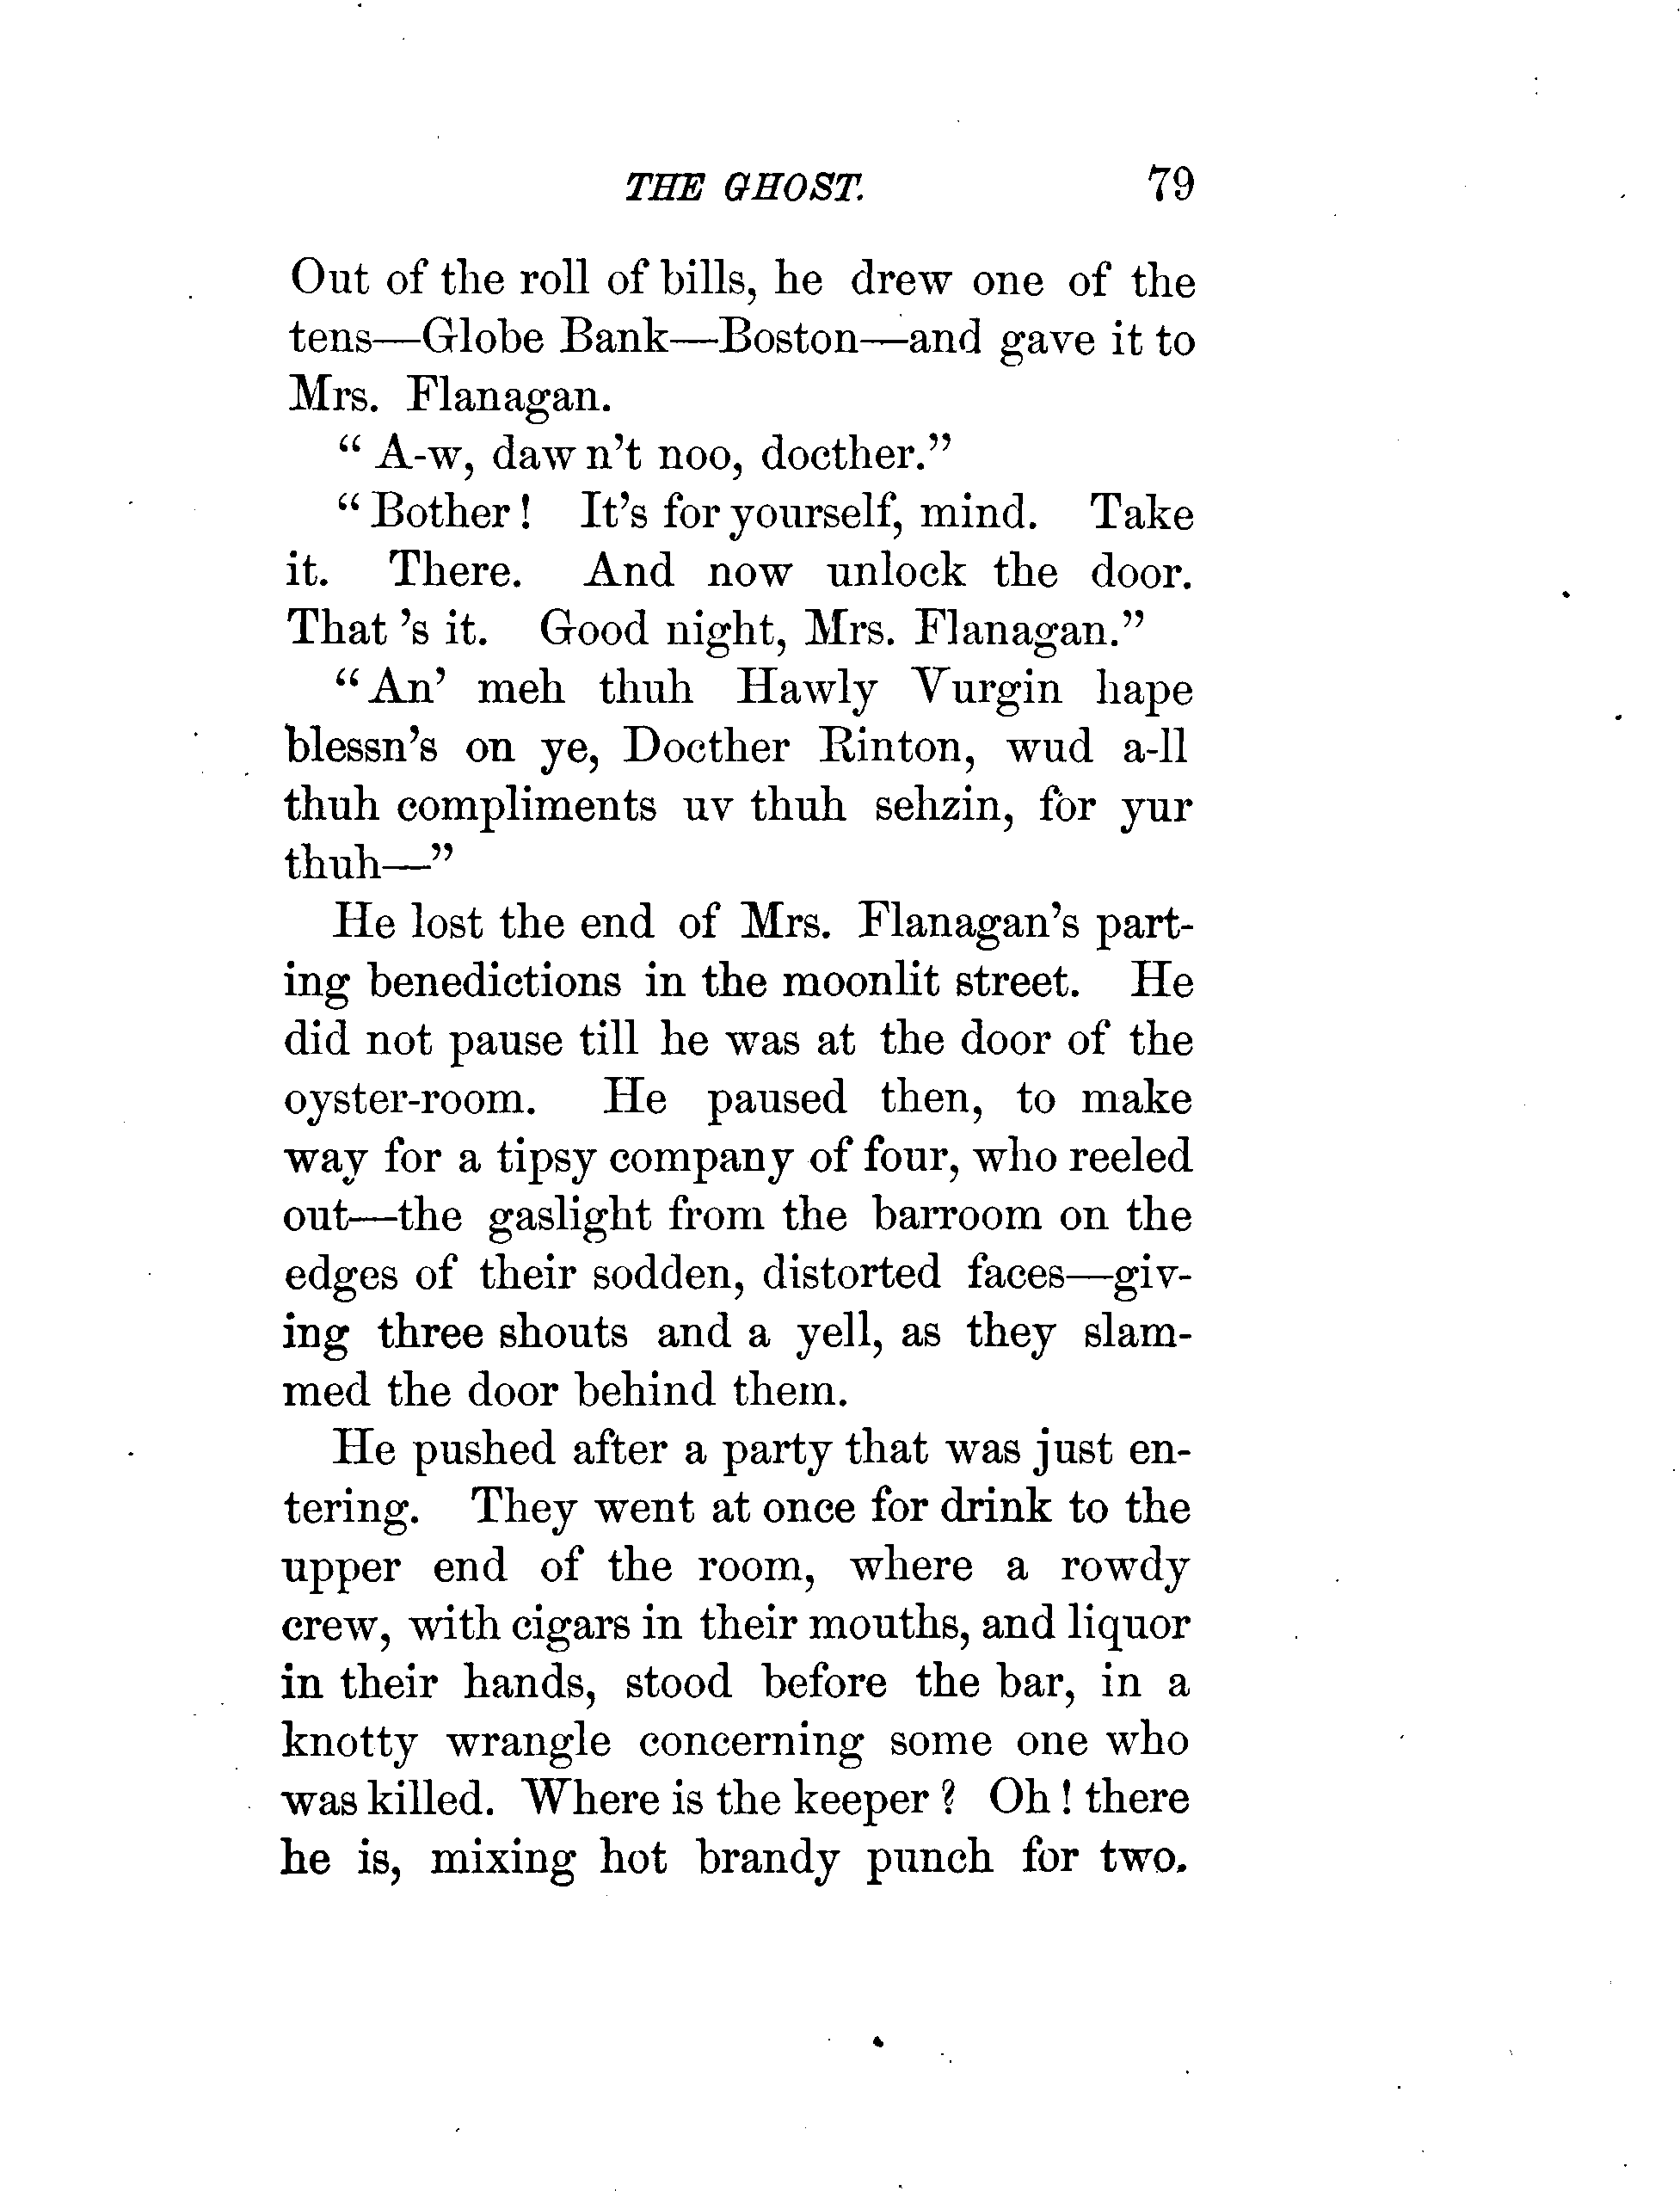 THE GHOST. 79
Out of the roll of bills, he drew one of the
tens—Globe Bank—Boston—and gave it to
Mrs. Flanagan.
“ A-w, daw n't noo, docther.”
“ Bother ! It's for yourself, mind. Take
it. There. And now unlock the door.
That 's it. Good night, Mrs. Flanagan.”
“ An' meh thuh Hawly Vurgin hape
blessn's on ye, Docther Rinton, wud a-ll
thuh compliments uv thuh sehzin, for yur
thuh—”
He lost the end of Mrs. Flanagan's part-
ing benedictions in the moonlit street. He
did not pause till he was at the door of the
oyster-room. He paused then, to make
way for a tipsy company of four, who reeled
out—the gaslight from the barroom on the
edges of their sodden, distorted faces—giv-
ing three shouts and a yell, as they slam-
med the door behind them.
He pushed after a party that was just en-
tering. They went at once for drink to the
upper end of the room, where a rowdy
crew, with cigars in their mouths, and liquor
in their hands, stood before the bar, in a
knotty wrangle concerning some one who
was killed. Where is the keeper ? Oh ! there
he is, mixing hot brandy punch for two.